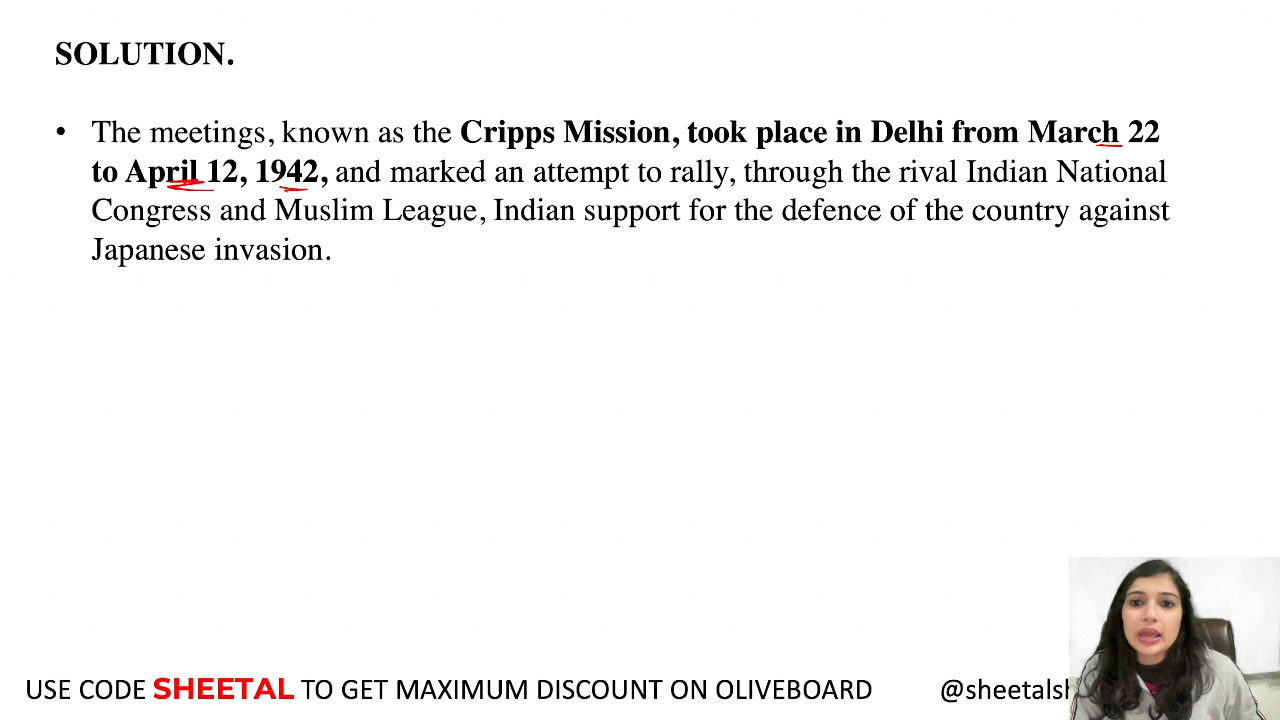 SOLUTION.
• The meetings, known as the Cripps Mission, took place in Delhi from March 22
to April 12, 1942, and marked an attempt to rally, through the rival Indian National
Congress and Muslim League, Indian support for the defence of the country against
Japanese invasion.
USE CODE SHEETAL TO GET MAXIMUM DISCOUNT ON OLIVEBOARD